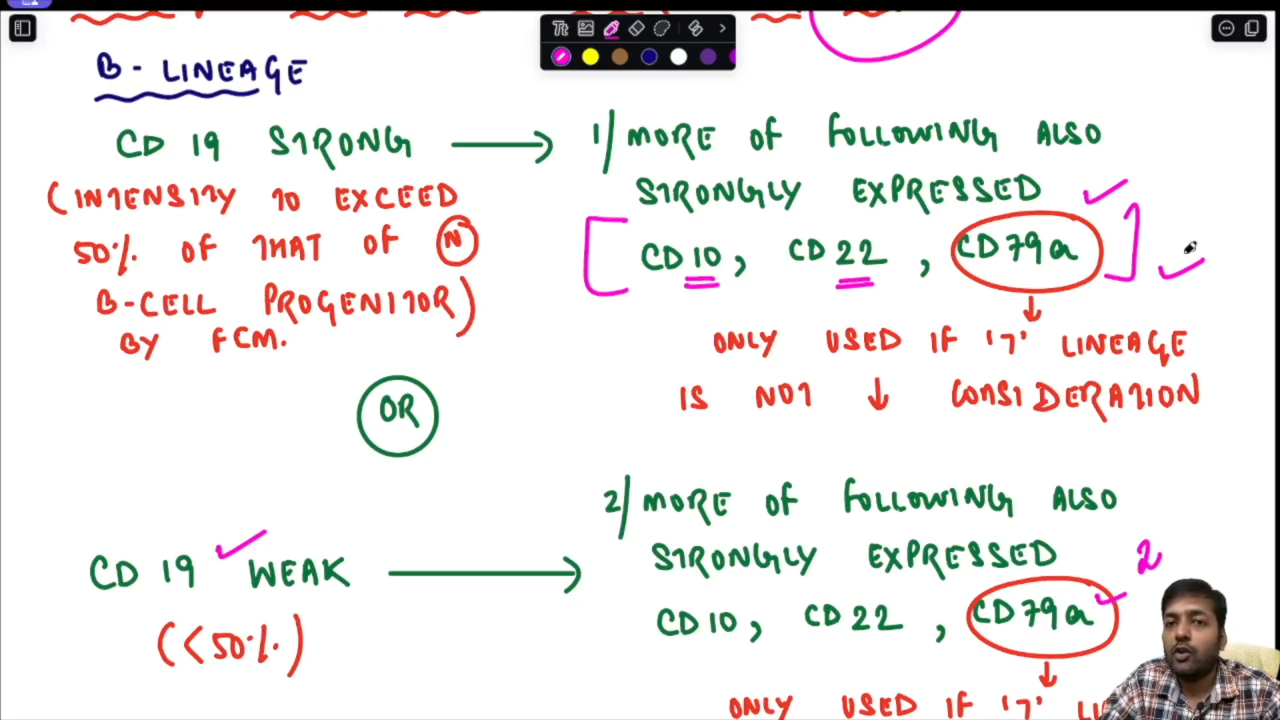 B- LINEAGE
CD 19 STRONG → 1/ MORE OF FOLLOWING ALSO
STRONGLY EXPRESSED
(INTENSITY TO EXCEED
50% OF THAT OF N
B-CELL PROGENITOR)
BY FCM.
CD10, CD22, CD79a
↓
ONLY USED IF 'T' LINEAGE
IS NOT ↓ CONSIDERATION
OR
CD 19 WEAK → 2/ MORE OF FOLLOWING ALSO
STRONGLY EXPRESSED 2
(<50%)
CD10, CD22, CD79a
↓
ONLY USED IF 'T'